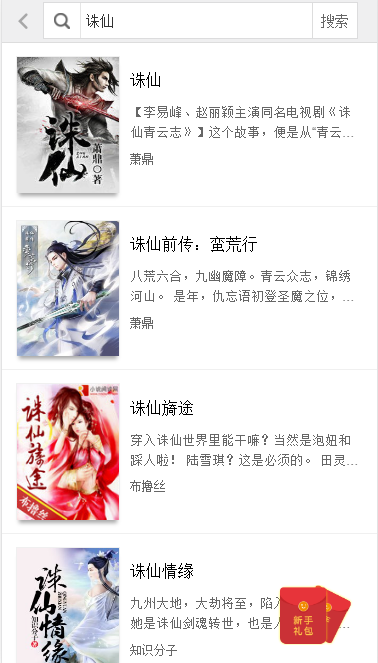 诛仙
搜索
诛仙
萧鼎◎著
诛仙
【李易峰、赵丽颖主演同名电视剧《诛
仙青云志》】这个故事，便是从“青云...
萧鼎
诛仙前传：蛮荒行
八荒六合，九幽魔障。青云众志，锦绣
河山。 是年，仇忘语初登圣魔之位，...
萧鼎
诛仙旖途
布撸丝
诛仙旖途
穿入诛仙世界里能干嘛？当然是泡妞和
踩人啦！ 陆雪琪？这是必须的。 田灵...
布撸丝
诛仙情缘
知识分子
诛仙情缘
九州大地，大劫将至，陷入
她是诛仙剑魂转世，也是人
知识分子
新手
礼包